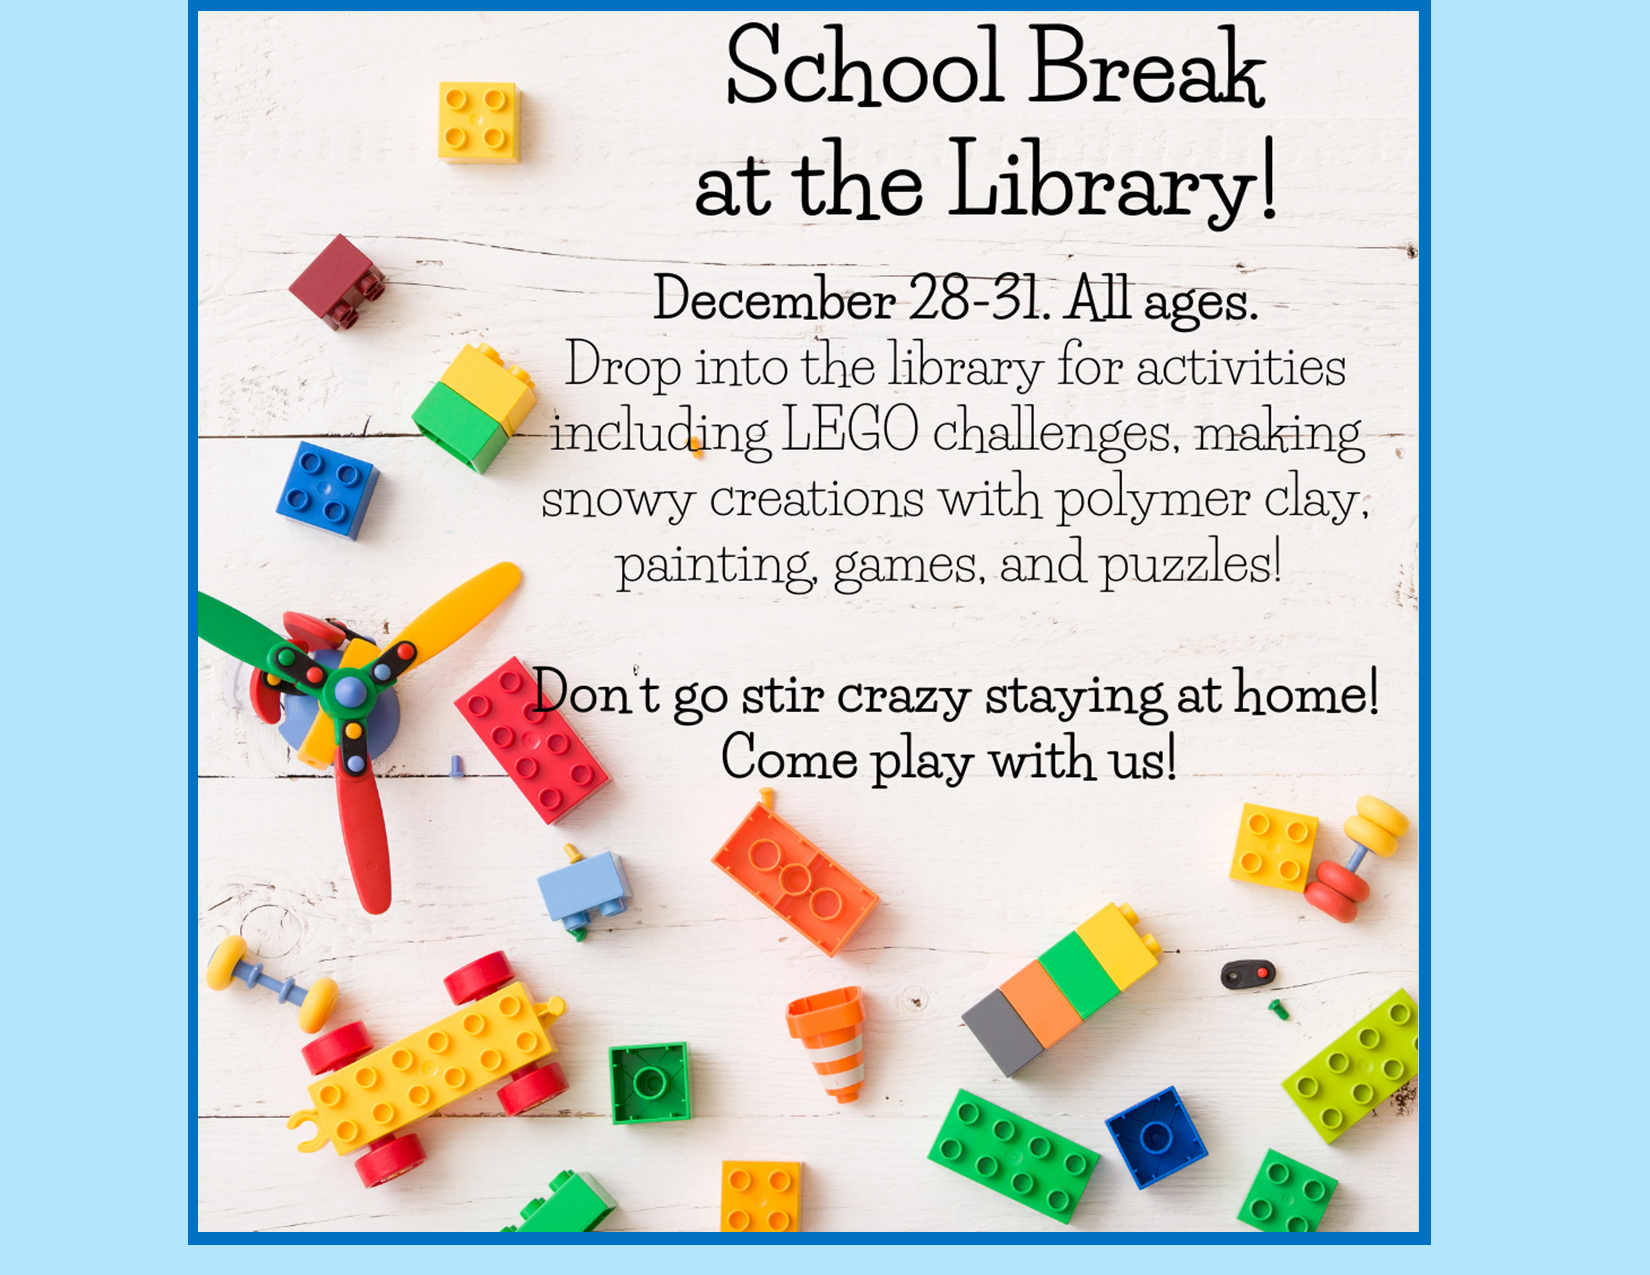 School Break
at the Library!
December 28-31. All ages.
Drop into the library for activities
including LEGO challenges, making
snowy creations with polymer clay,
painting, games, and puzzles!
Don't go stir crazy staying at home!
Come play with us!